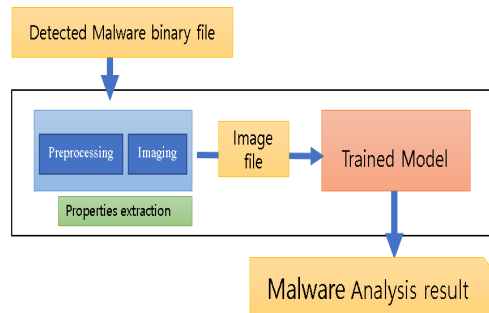 Detected Malware binary file
Preprocessing
Imaging
Image
file
Trained Model
Properties extraction
Malware Analysis result